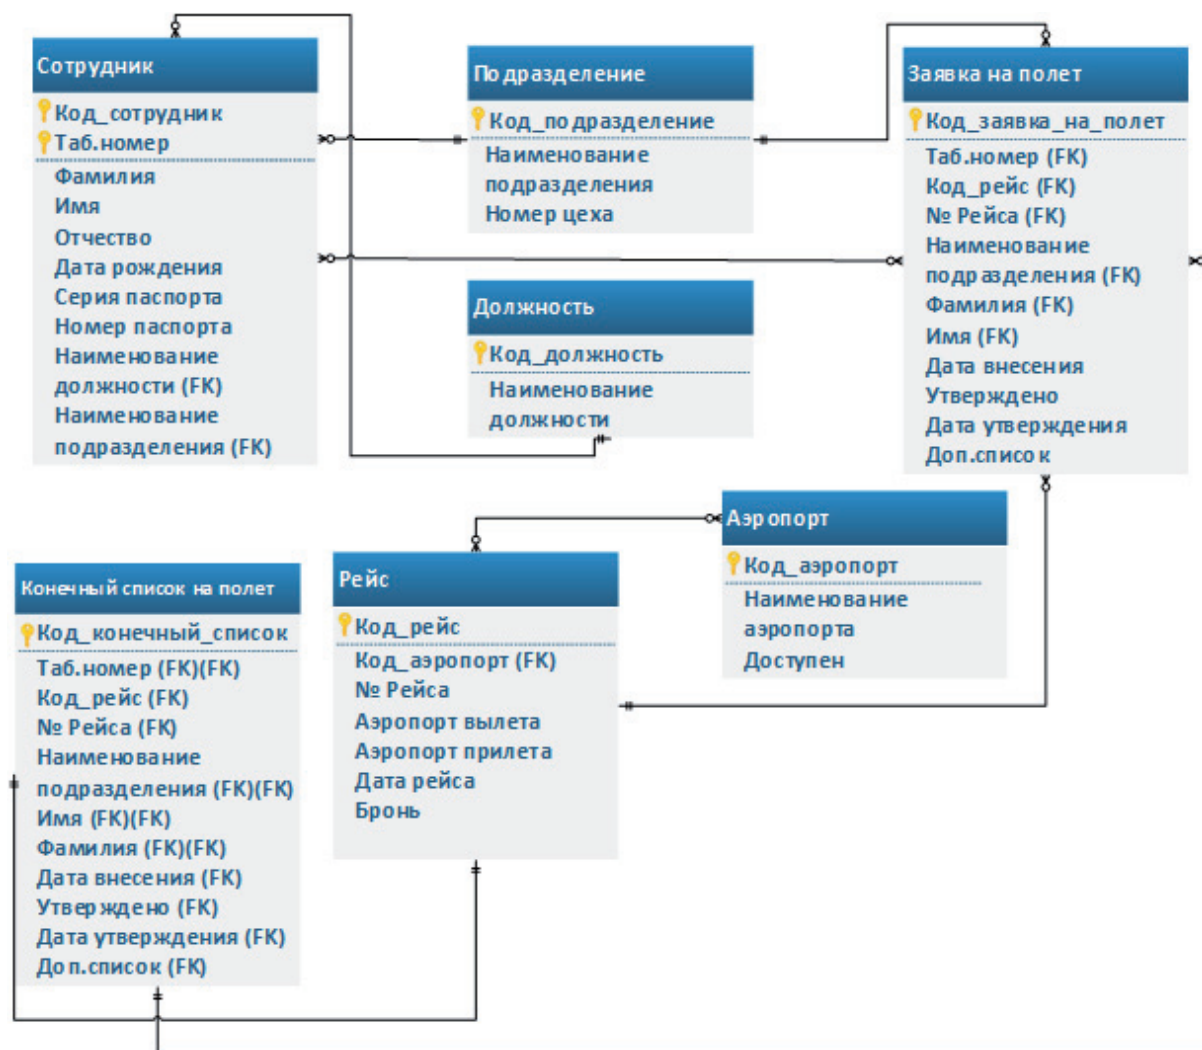 Сотрудник
Код_сотрудник
Таб.номер
Фамилия
Имя
Отчество
Дата рождения
Серия паспорта
Номер паспорта
Наименование
должности (FK)
Наименование
подразделения (FK)
Подразделение
Код_подразделение
Наименование
подразделения
Номер цеха
Должность
Код_должность
Наименование
должности
Заявка на полет
Код_заявка_на_полет
Таб.номер (FK)
Код_рейс (FK)
№ Рейса (FK)
Наименование
подразделения (FK)
Фамилия (FK)
Имя (FK)
Дата внесения
Утверждено
Дата утверждения
Доп.список
Конечный список на полет
Код_конечный_список
Таб.номер (FK)(FK)
Код_рейс (FK)
№ Рейса (FK)
Наименование
подразделения (FK)(FK)
Имя (FK)(FK)
Фамилия (FK)(FK)
Дата внесения (FK)
Утверждено (FK)
Дата утверждения (FK)
Доп.список (FK)
Рейс
Код_рейс
Код_аэропорт (FK)
№ Рейса
Аэропорт вылета
Аэропорт прилета
Дата рейса
Бронь
Аэропорт
Код_аэропорт
Наименование
аэропорта
Доступен